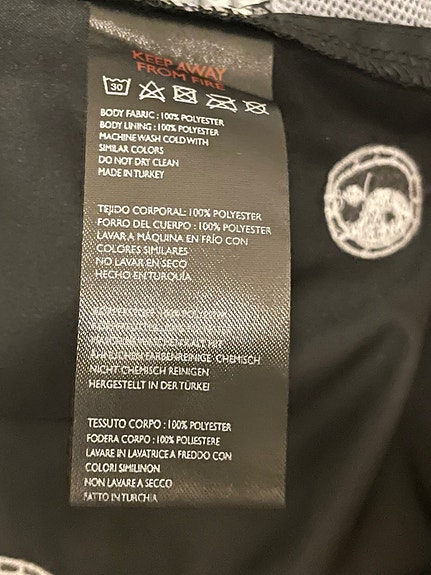 KEEP AWAY
FROM FIRE
30
BODY FABRIC : 100% POLYESTER
BODY LINING : 100% POLYESTER
MACHINE WASH COLD WITH
SIMILAR COLORS
DO NOT DRY CLEAN
MADE IN TURKEY
TEJIDO CORPORAL: 100% POLYESTER
FORRO DEL CUERPO : 100% POLYESTER
LAVAR A MÁQUINA EN FRÍO CON
COLORES SIMILARES
NO LAVAR EN SECO
HECHO EN TURQUÍA
100% POLYESTER
MIT
ÄHNLICHEN FARBENREINIGE CHEMISCH
NICHT CHEMISCH REINIGEN
HERGESTELLT IN DER TÜRKEI
TESSUTO CORPO : 100% POLYESTER
FODERA CORPO : 100% POLIESTERE
LAVARE IN LAVATRICE A FREDDO CON
COLORI SIMILINON
NON LAVARE A SECCO
FATTO IN TURCHIA